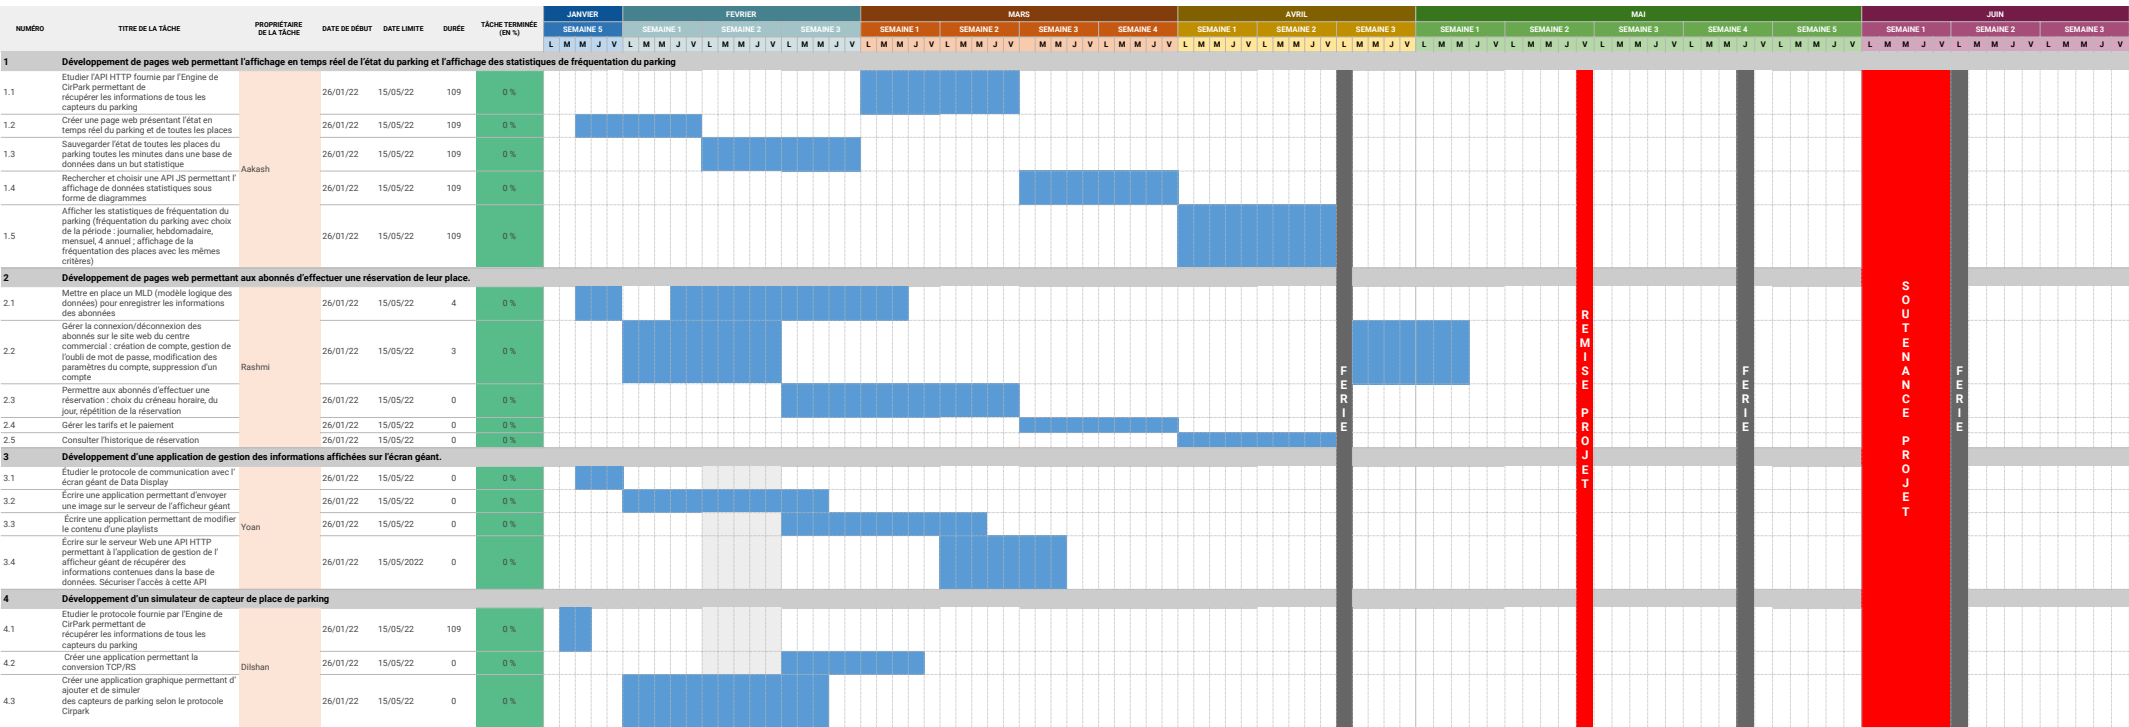 JANVIER FEVRIER MARS AVRIL MAI JUIN
NUMÉRO TITRE DE LA TÂCHE PROPRIÉTAIRE DE LA TÂCHE DATE DE DÉBUT DATE LIMITE DURÉE TÂCHE TERMINÉE (EN %)
SEMAINE 5 SEMAINE 1 SEMAINE 2 SEMAINE 3 SEMAINE 1 SEMAINE 2 SEMAINE 3 SEMAINE 4 SEMAINE 1 SEMAINE 2 SEMAINE 3 SEMAINE 1 SEMAINE 2 SEMAINE 3 SEMAINE 4 SEMAINE 5 SEMAINE 1 SEMAINE 2 SEMAINE 3
L M M J V L M M J V L M M J V L M M J V L M M J V L M M J V M M J V L M M J V L M M J V L M M J V L M M J V L M M J V L M M J V L M M J V L M M J V L M M J V L M M J V L M M J V L M M J V
1 Développement de pages web permettant l'affichage en temps réel de l'état du parking et l'affichage des statistiques de fréquentation du parking
1.1 Etudier l'API HTTP fournie par l'Engine de
CirPark permettant de
récupérer les informations de tous les
capteurs du parking
26/01/22 15/05/22 109 0 %
1.2 Créer une page web présentant l'état en
temps réel du parking et de toutes les places
26/01/22 15/05/22 109 0 %
1.3 Sauvegarder l'état de toutes les places du
parking toutes les minutes dans une base de
données dans un but statistique
26/01/22 15/05/22 109 0 %
Aakash
1.4 Rechercher et choisir une API JS permettant l'
affichage de données statistiques sous
forme de diagrammes
26/01/22 15/05/22 109 0 %
1.5 Afficher les statistiques de fréquentation du
parking (fréquentation du parking avec choix
de la période : journalier, hebdomadaire,
mensuel, 4 annuel ; affichage de la
fréquentation des places avec les mêmes
critères)
26/01/22 15/05/22 109 0 %
2 Développement de pages web permettant aux abonnés d'effectuer une réservation de leur place.
2.1 Mettre en place un MLD (modèle logique des
données) pour enregistrer les informations
des abonnées
26/01/22 15/05/22 4 0 %
2.2 Gérer la connexion/déconnexion des
abonnés sur le site web du centre
commercial : création de compte, gestion de
l'oubli de mot de passe, modification des
paramètres du compte, suppression d'un
compte
26/01/22 15/05/22 3 0 %
Rashmi
2.3 Permettre aux abonnés d'effectuer une
réservation : choix du créneau horaire, du
jour, répétition de la réservation
26/01/22 15/05/22 0 0 %
2.4 Gérer les tarifs et le paiement 26/01/22 15/05/22 0 0 %
2.5 Consulter l'historique de réservation 26/01/22 15/05/22 0 0 %
3 Développement d'une application de gestion des informations affichées sur l'écran géant.
3.1 Étudier le protocole de communication avec l'
écran géant de Data Display
26/01/22 15/05/22 0 0 %
3.2 Écrire une application permettant d'envoyer
une image sur le serveur de l'afficheur géant
26/01/22 15/05/22 0 0 %
3.3 Écrire une application permettant de modifier
le contenu d'une playlists
26/01/22 15/05/22 0 0 %
Yoan
3.4 Écrire sur le serveur Web une API HTTP
permettant à l'application de gestion de l'
afficheur géant de récupérer des
informations contenues dans la base de
données. Sécuriser l'accès à cette API
26/01/22 15/05/2022 0 0 %
4 Développement d'un simulateur de capteur de place de parking
4.1 Etudier le protocole fournie par l'Engine de
CirPark permettant de
récupérer les informations de tous les
capteurs du parking
26/01/22 15/05/22 109 0 %
4.2 Créer une application permettant la
conversion TCP/RS
26/01/22 15/05/22 0 0 %
Dilshan
4.3 Créer une application graphique permettant d'
ajouter et de simuler
des capteurs de parking selon le protocole
Cirpark
26/01/22 15/05/22 0 0 %
FERIE
REMISE PROJET
FERIE
SOUTENANCE PROJET
FERIE